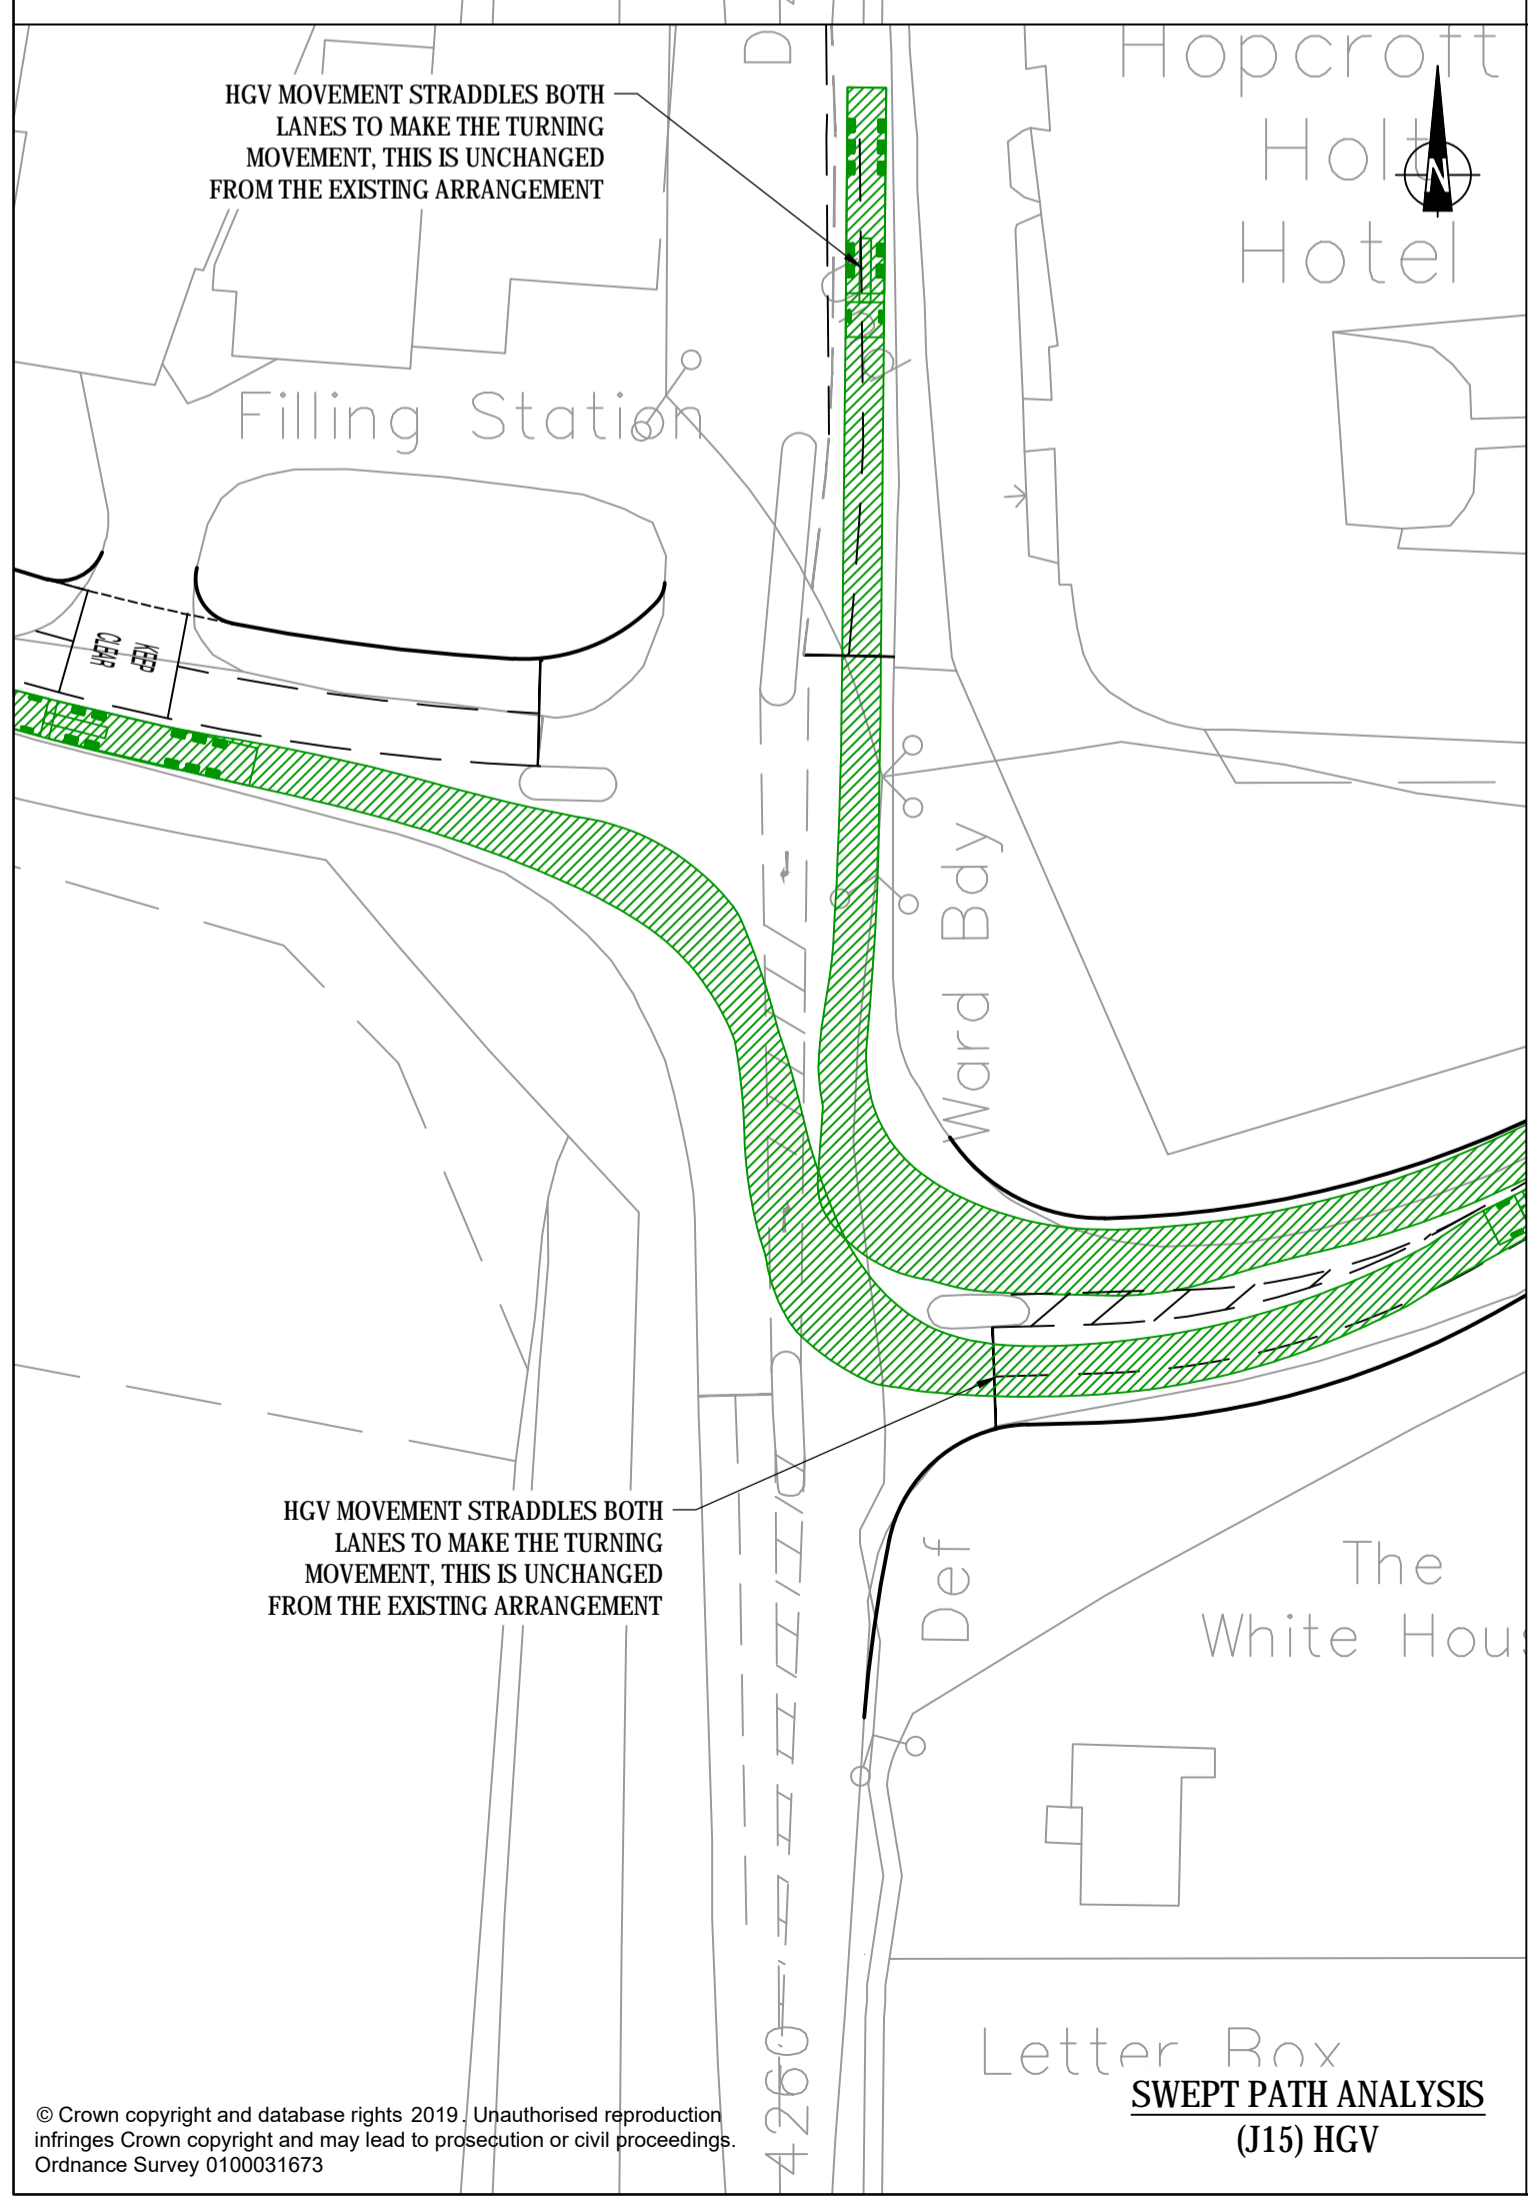 Hopcroft
Holt
Hotel
N
HGV MOVEMENT STRADDLES BOTH
LANES TO MAKE THE TURNING
MOVEMENT, THIS IS UNCHANGED
FROM THE EXISTING ARRANGEMENT
Filling Station
KEEP
CLEAR
Ward Bdy
HGV MOVEMENT STRADDLES BOTH
LANES TO MAKE THE TURNING
MOVEMENT, THIS IS UNCHANGED
FROM THE EXISTING ARRANGEMENT
Def
The
White Hou
4260
Letter Box
SWEPT PATH ANALYSIS
(J15) HGV
© Crown copyright and database rights 2019. Unauthorised reproduction
infringes Crown copyright and may lead to prosecution or civil proceedings.
Ordnance Survey 0100031673